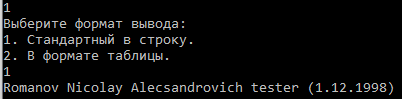 1
Выберите формат вывода:
1. Стандартный в строку.
2. В формате таблицы.
1
Romanov Nicolay Alecsandrovich tester (1.12.1998)